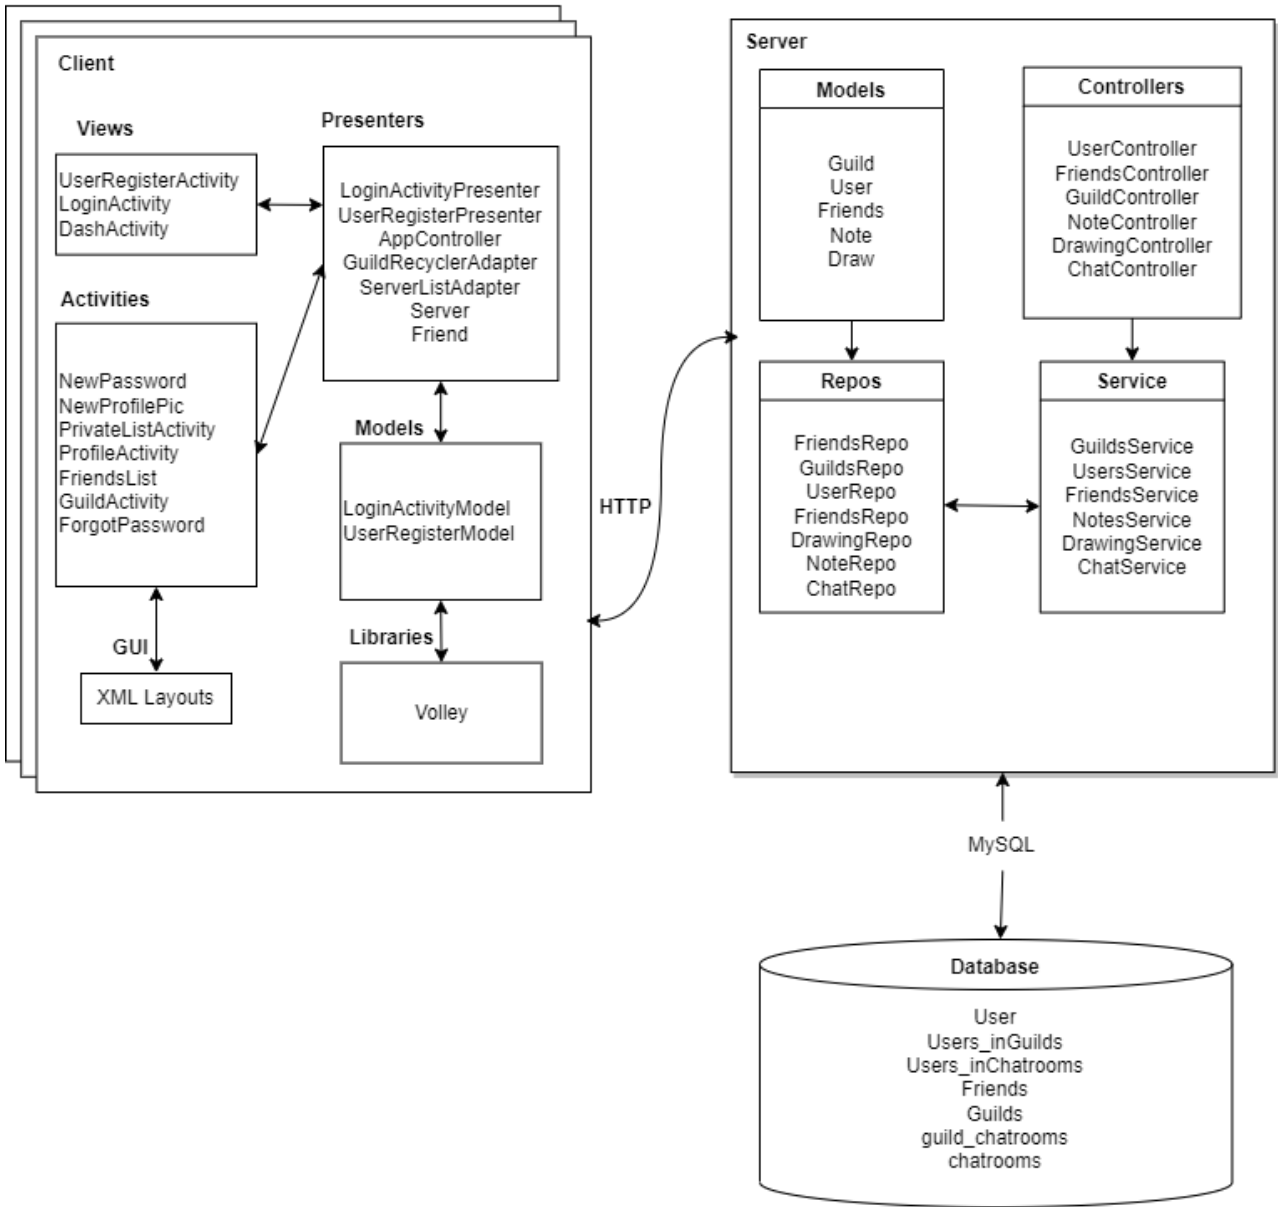 Client
Views
UserRegisterActivity
LoginActivity
DashActivity
Activities
NewPassword
NewProfilePic
PrivateListActivity
ProfileActivity
FriendsList
GuildActivity
ForgotPassword
GUI
XML Layouts
Presenters
LoginActivityPresenter
UserRegisterPresenter
AppController
GuildRecyclerAdapter
ServerListAdapter
Server
Friend
Models
LoginActivityModel
UserRegisterModel
Libraries
Volley
HTTP
Server
Models
Guild
User
Friends
Note
Draw
Controllers
UserController
FriendsController
GuildController
NoteController
DrawingController
ChatController
Repos
FriendsRepo
GuildsRepo
UserRepo
FriendsRepo
DrawingRepo
NoteRepo
ChatRepo
Service
GuildsService
UsersService
FriendsService
NotesService
DrawingService
ChatService
MySQL
Database
User
Users_inGuilds
Users_inChatrooms
Friends
Guilds
guild_chatrooms
chatrooms